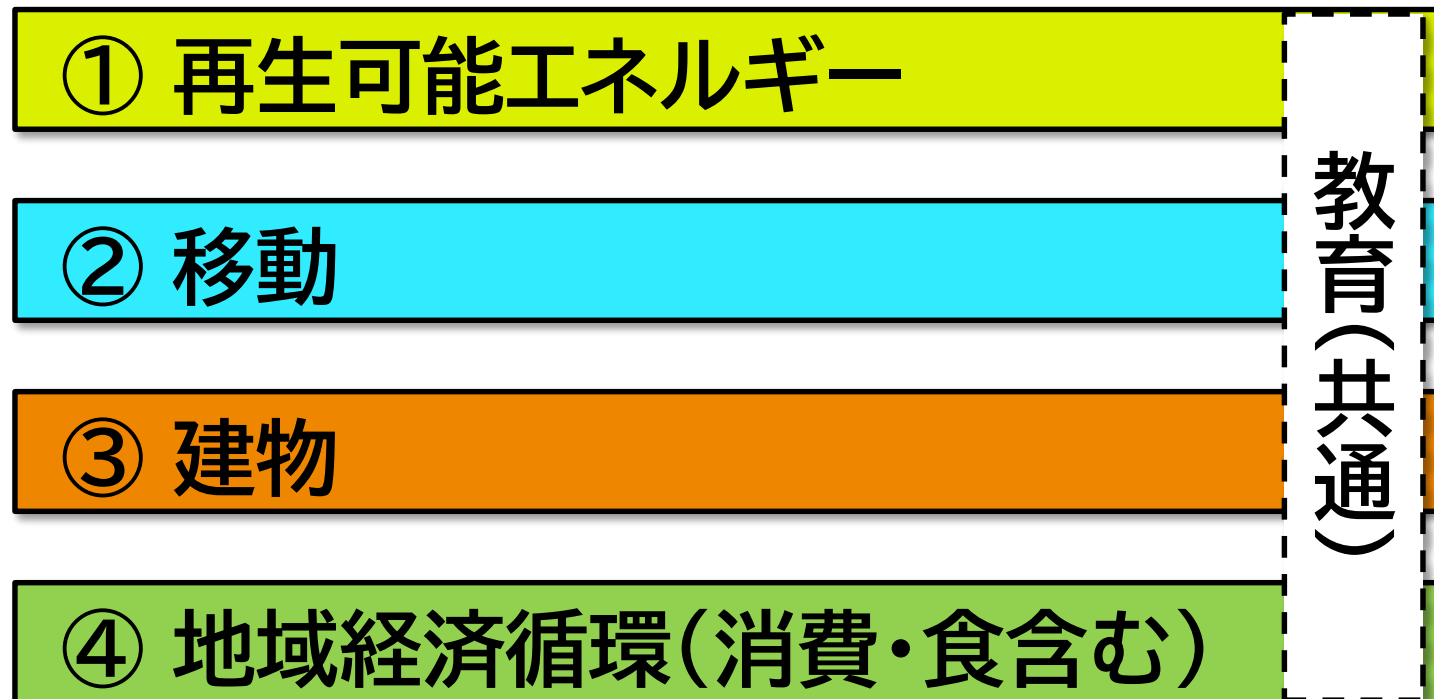 ① 再生可能エネルギー
② 移動
③ 建物
④ 地域経済循環(消費・食含む)
教育(共通)